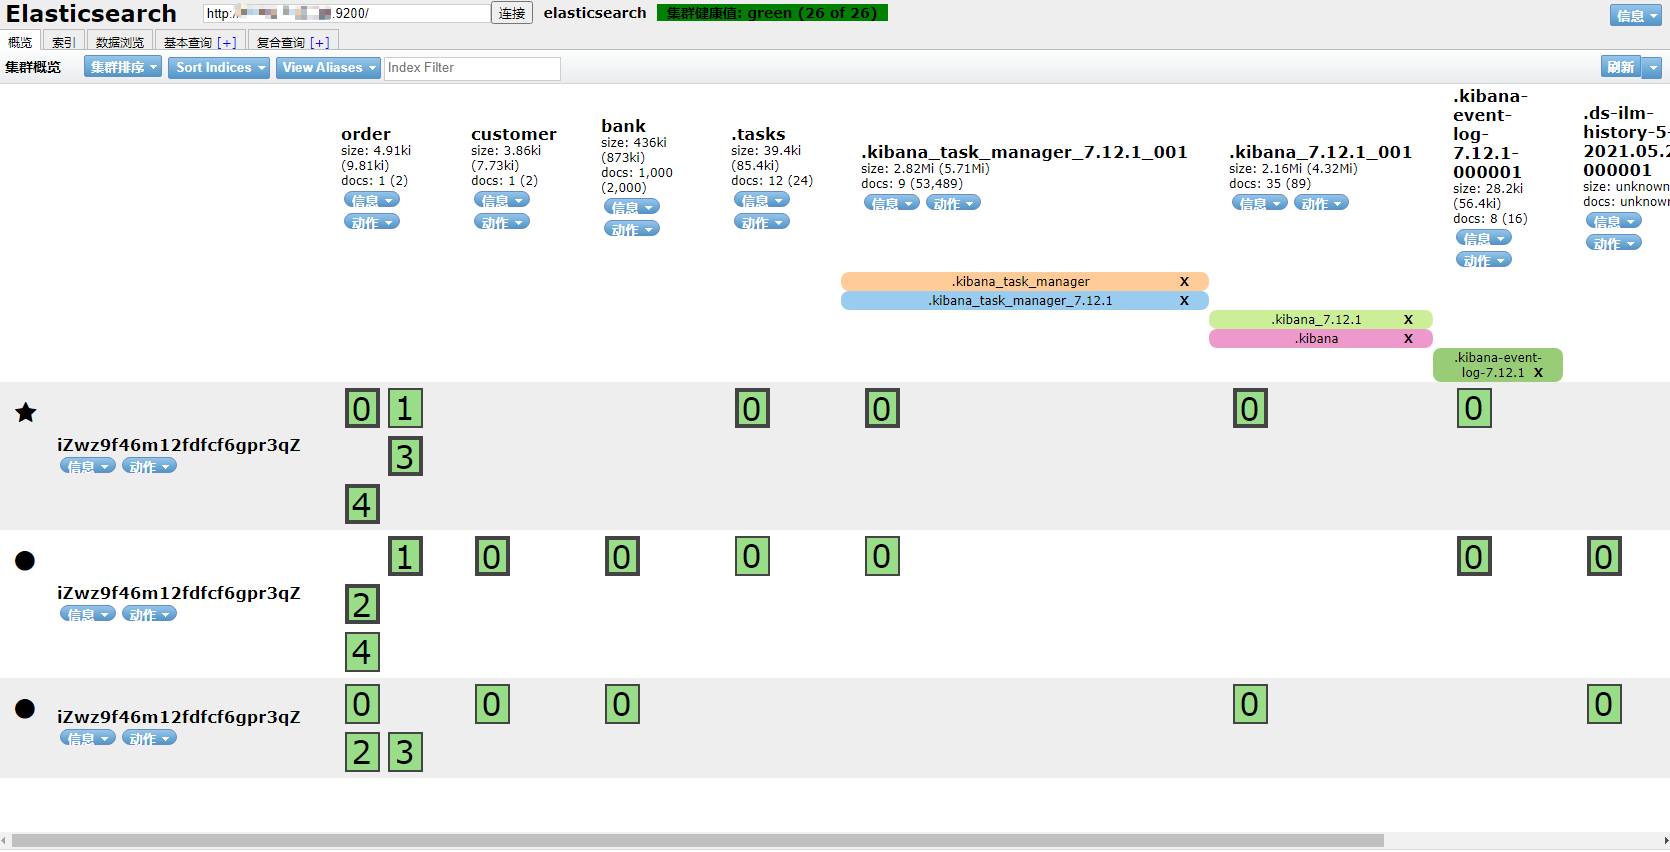 Elasticsearch
http: 9200/
连接
elasticsearch
集群健康值: green (26 of 26)
信息
概览
索引
数据浏览
基本查询 [+]
复合查询 [+]
集群概览
集群排序
Sort Indices
View Aliases
Index Filter
刷新
order
size: 4.91ki
(9.81ki)
docs: 1 (2)
信息
动作
customer
size: 3.86ki
(7.73ki)
docs: 1 (2)
信息
动作
bank
size: 436ki
(873ki)
docs: 1,000
(2,000)
信息
动作
.tasks
size: 39.4ki
(85.4ki)
docs: 12 (24)
信息
动作
.kibana_task_manager_7.12.1_001
size: 2.82Mi (5.71Mi)
docs: 9 (53,489)
信息 动作
.kibana_7.12.1_001
size: 2.16Mi (4.32Mi)
docs: 35 (89)
信息 动作
.kibana-
event-
log-
7.12.1-
000001
size: 28.2ki
(56.4ki)
docs: 8 (16)
信息
动作
.ds-ilm-
history-5-
2021.05.2
000001
size: unknown
docs: unknown
信息
动作
.kibana_task_manager X
.kibana_task_manager_7.12.1 X
.kibana_7.12.1 X
.kibana X
.kibana-event-
log-7.12.1 X
iZwz9f46m12fdfcf6gpr3qZ
信息 动作
0 1 0 0 0 0
3
4
iZwz9f46m12fdfcf6gpr3qZ
信息 动作
1 0 0 0 0 0 0
2
4
iZwz9f46m12fdfcf6gpr3qZ
信息 动作
0 0 0 0 0
2 3